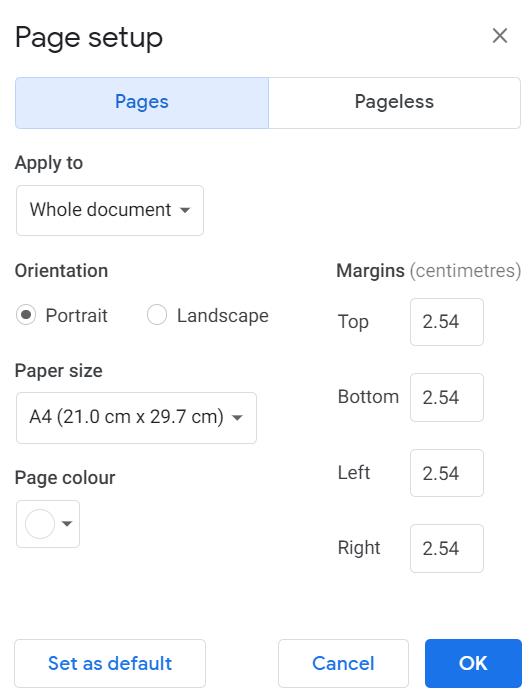 Page setup
Pages
Pageless
Apply to
Whole document
Orientation
Portrait
Landscape
Paper size
A4 (21.0 cm x 29.7 cm)
Page colour
Margins (centimetres)
Top 2.54
Bottom 2.54
Left 2.54
Right 2.54
Set as default
Cancel
OK